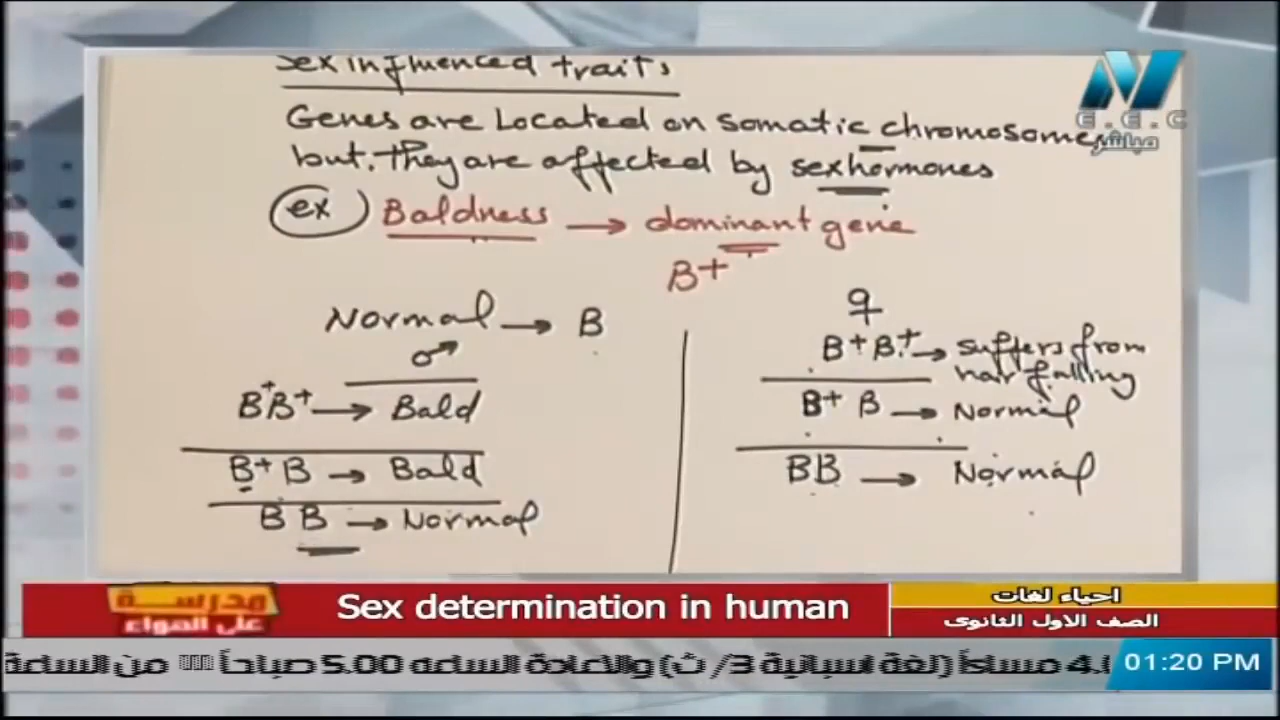 Sex influenced traits
Genes are Located on somatic chromosomes
but. They are affected by sex hormones
ex Baldness → dominant gene
B+
Normal → B
♂
B+B+ → Bald
B+ B → Bald
B B → Normal
♀
B+ B+ → suffers from
hair falling
B+ B → Normal
BB → Normal
E.E.C
مباشر
مدرسة
على الهواء
Sex determination in human
احياء لغات
الصف الاول الثانوى
4. مساءاً (لغة اسبانية 3/ ث) والاعادة الساعه 5.00 صباحاً من الساعة
01:20 PM